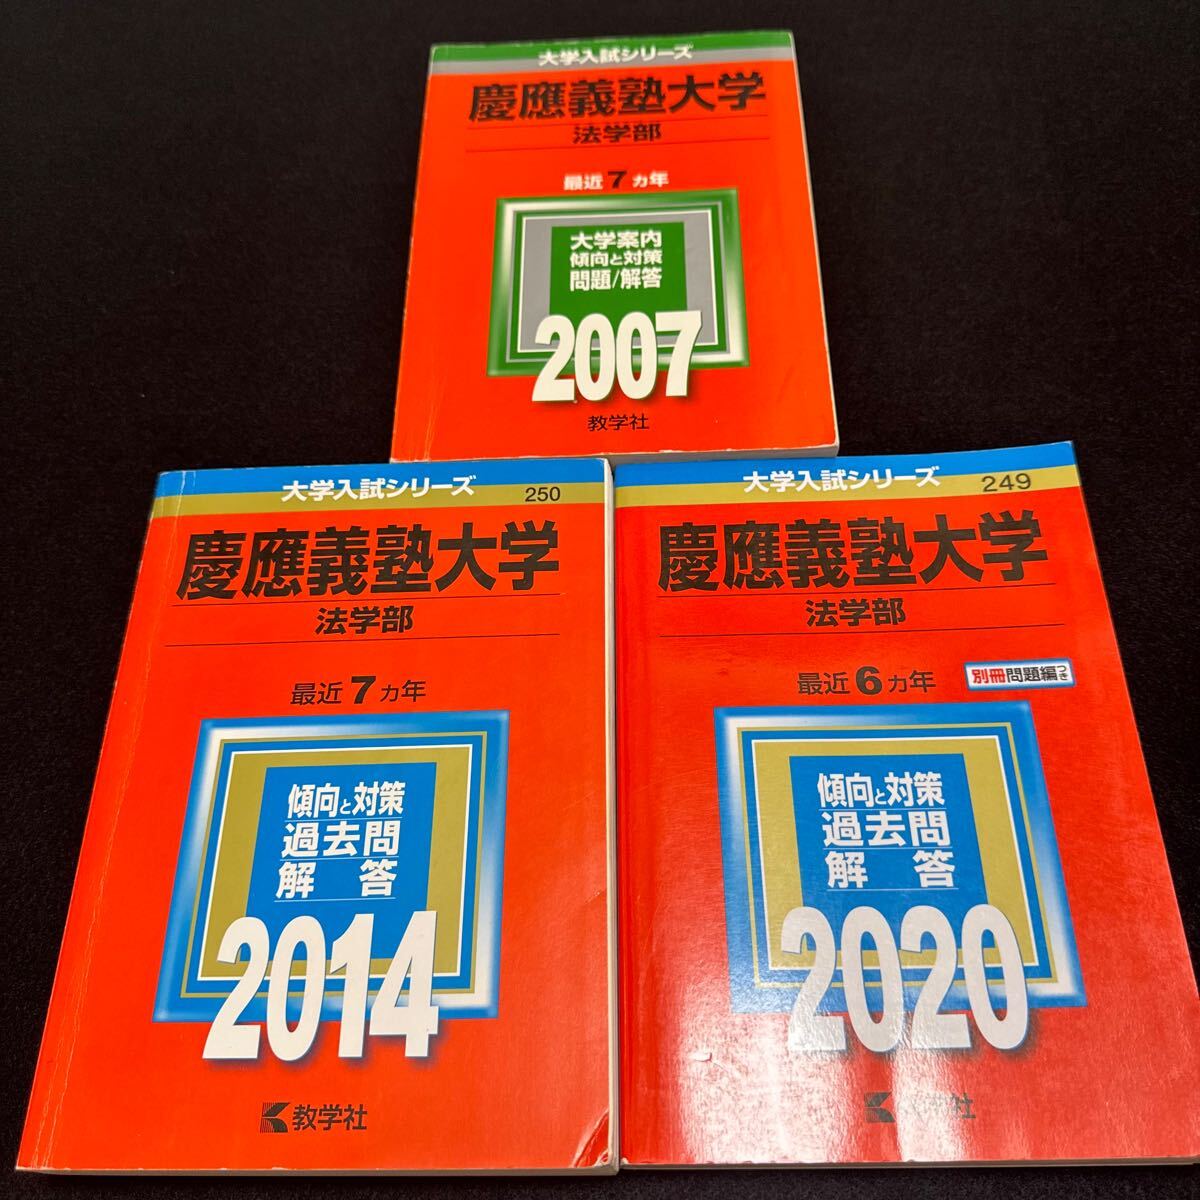 大学入試シリーズ
慶應義塾大学
法学部
最近7ヵ年
大学案内
傾向と対策
問題/解答
2007
教学社
大学入試シリーズ
250
慶應義塾大学
法学部
最近7ヵ年
傾向と対策
過去問
解答
2014
教学社
大学入試シリーズ
249
慶應義塾大学
法学部
最近6ヵ年
別冊問題編つき
傾向と対策
過去問
解答
2020
教学社